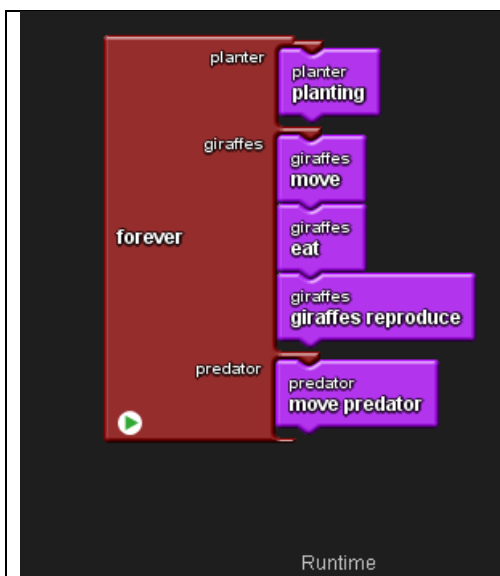 planter
planter
planting
giraffes
giraffes
move
forever
giraffes
eat
giraffes
giraffes reproduce
predator
predator
move predator
Runtime